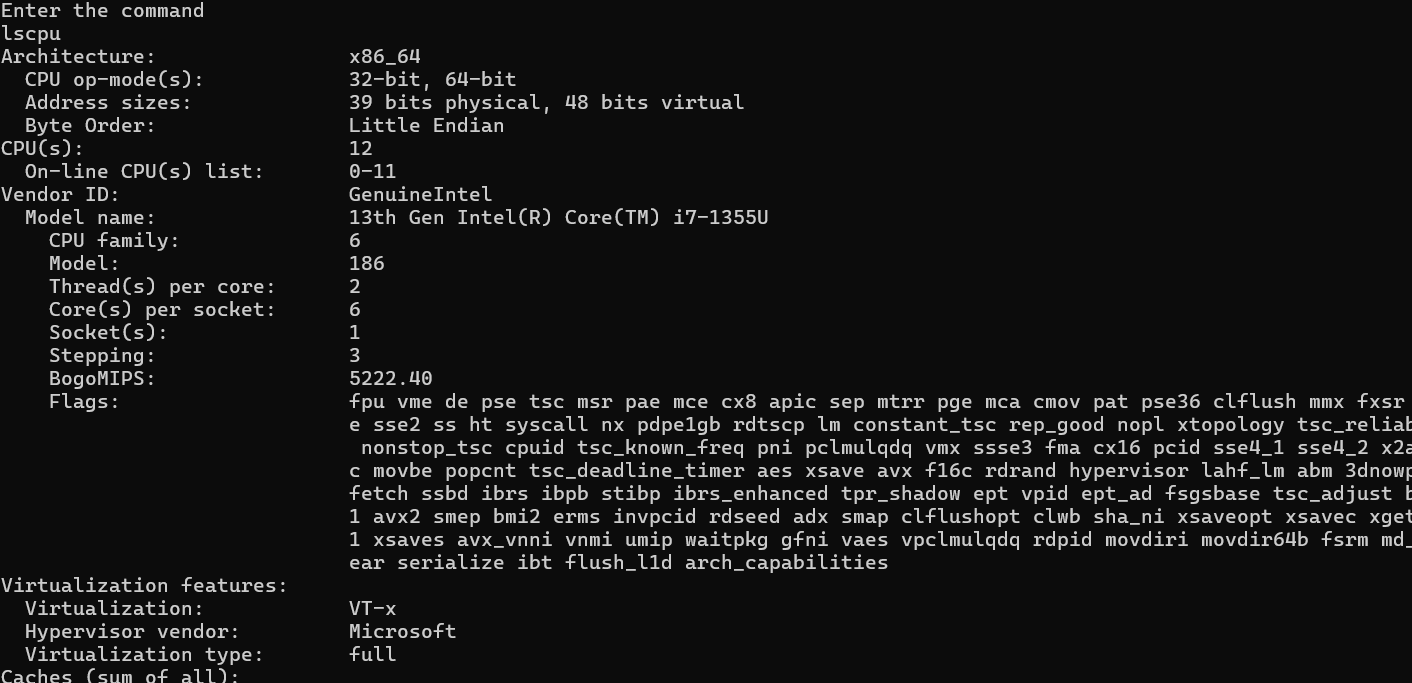 Enter the command
lscpu
Architecture: x86_64
CPU op-mode(s): 32-bit, 64-bit
Address sizes: 39 bits physical, 48 bits virtual
Byte Order: Little Endian
CPU(s): 12
On-line CPU(s) list: 0-11
Vendor ID: GenuineIntel
Model name: 13th Gen Intel(R) Core(TM) i7-1355U
CPU family: 6
Model: 186
Thread(s) per core: 2
Core(s) per socket: 6
Socket(s): 1
Stepping: 3
BogoMIPS: 5222.40
Flags: fpu vme de pse tsc msr pae mce cx8 apic sep mtrr pge mca cmov pat pse36 clflush mmx fxsr
e sse2 ss ht syscall nx pdpe1gb rdtscp lm constant_tsc rep_good nopl xtopology tsc_reliab
nonstop_tsc cpuid tsc_known_freq pni pclmulqdq vmx ssse3 fma cx16 pcid sse4_1 sse4_2 x2a
c movbe popcnt tsc_deadline_timer aes xsave avx f16c rdrand hypervisor lahf_lm abm 3dnowp
fetch ssbd ibrs ibpb stibp ibrs_enhanced tpr_shadow ept vpid ept_ad fsgsbase tsc_adjust b
1 avx2 smep bmi2 erms invpcid rdseed adx smap clflushopt clwb sha_ni xsaveopt xsavec xget
1 xsaves avx_vnni vnmi umip waitpkg gfni vaes vpclmulqdq rdpid movdiri movdir64b fsrm md_
ear serialize ibt flush_l1d arch_capabilities
Virtualization features:
Virtualization: VT-x
Hypervisor vendor: Microsoft
Virtualization type: full
Caches (sum of all):